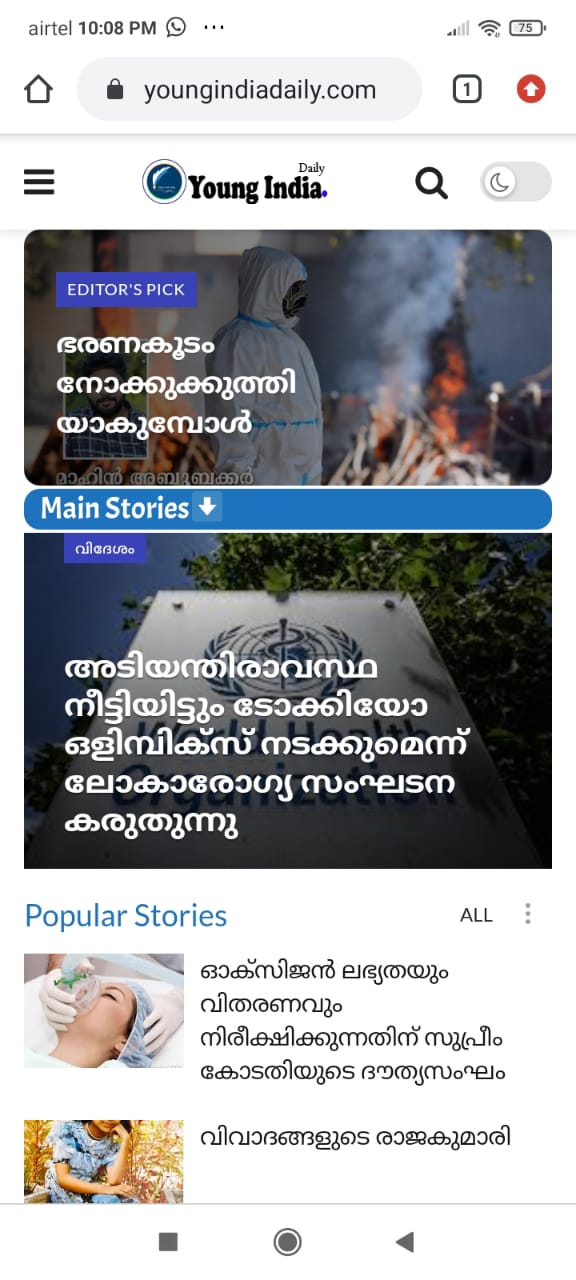 airtel 10:08 PM ...
75
youngindiadaily.com
1
Daily
Young India.
EDITOR'S PICK
ഭരണകൂടം
നോക്കുക്കുത്തി
യാകുമ്പോൾ
മാഹിൻ അബൂബക്കർ
Main Stories
വിദേശം
അടിയന്തിരാവസ്ഥ
നീട്ടിയിട്ടും ടോക്കിയോ
ഒളിമ്പിക്സ് നടക്കുമെന്ന്
ലോകാരോഗ്യ സംഘടന
കരുതുന്നു
Organization
Popular Stories
ALL
ഓക്സിജൻ ലഭ്യതയും
വിതരണവും
നിരീക്ഷിക്കുന്നതിന് സുപ്രീം
കോടതിയുടെ ദൗത്യസംഘം
വിവാദങ്ങളുടെ രാജകുമാരി